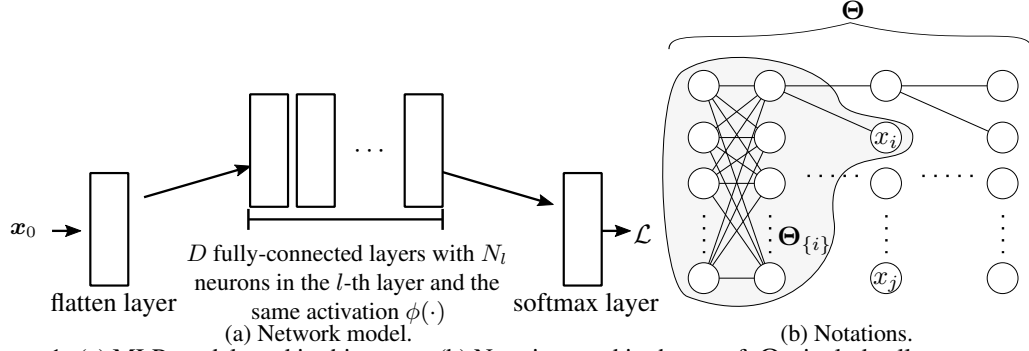 Θ
x_i
Θ_{i}
x_j
x_0
L
. . .
D fully-connected layers with N_l
neurons in the l-th layer and the
same activation ϕ(·)
flatten layer
softmax layer
(a) Network model.
(b) Notations.